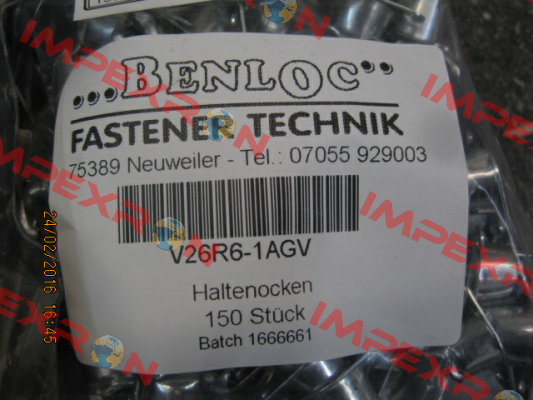 ...BENLOC...
FASTENER TECHNIK
75389 Neuweiler - Tel.: 07055 929003
V26R6-1AGV
Haltenocken
150 Stück
Batch 1666661
24/02/2016 16:45
IMPEXRON
IMPEXRON
IMPEXRON
IMPEXRON